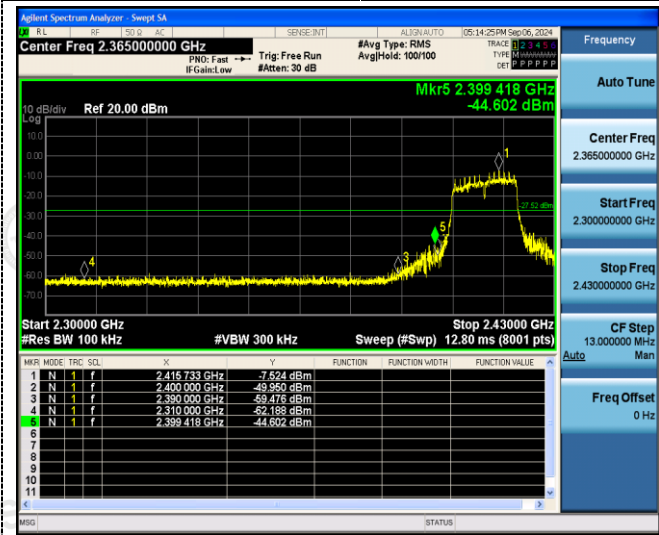 Agilent Spectrum Analyzer - Swept SA
RL RF 50 Ω AC SENSE:INT ALIGN AUTO 05:14:25 PM Sep 06, 2024
Center Freq 2.365000000 GHz
PNO: Fast
IFGain:Low
Trig: Free Run
#Atten: 30 dB
#Avg Type: RMS
Avg|Hold: 100/100
TRACE 1 2 3 4 5 6
TYPE M
DET P P P P P P
Mkr5 2.399 418 GHz
-44.602 dBm
10 dB/div Ref 20.00 dBm
Log
10.0
0.00
-10.0
-20.0
-30.0
-40.0
-50.0
-60.0
-70.0
1
-27.52 dBm
5
3
4
Start 2.30000 GHz Stop 2.43000 GHz
#Res BW 100 kHz #VBW 300 kHz Sweep (#Swp) 12.80 ms (8001 pts)
MKR MODE TRC SCL X Y FUNCTION FUNCTION WIDTH FUNCTION VALUE
1 N 1 f 2.415 733 GHz -7.524 dBm
2 N 1 f 2.400 000 GHz -49.950 dBm
3 N 1 f 2.390 000 GHz -59.476 dBm
4 N 1 f 2.310 000 GHz -62.188 dBm
5 N 1 f 2.399 418 GHz -44.602 dBm
6
7
8
9
10
11
MSG STATUS
Frequency
Auto Tune
Center Freq
2.365000000 GHz
Start Freq
2.300000000 GHz
Stop Freq
2.430000000 GHz
CF Step
13.000000 MHz
Auto Man
Freq Offset
0 Hz